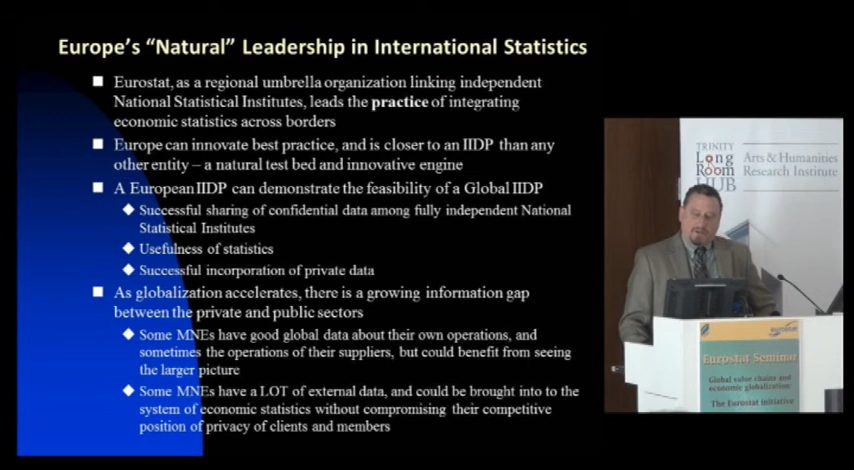 Europe's "Natural" Leadership in International Statistics
Eurostat, as a regional umbrella organization linking independent
National Statistical Institutes, leads the practice of integrating
economic statistics across borders
Europe can innovate best practice, and is closer to an IIDP than any
other entity – a natural test bed and innovative engine
A European IIDP can demonstrate the feasibility of a Global IIDP
Successful sharing of confidential data among fully independent National
Statistical Institutes
Usefulness of statistics
Successful incorporation of private data
As globalization accelerates, there is a growing information gap
between the private and public sectors
Some MNEs have good global data about their own operations, and
sometimes the operations of their suppliers, but could benefit from seeing
the larger picture
Some MNEs have a LOT of external data, and could be brought into to the
system of economic statistics without compromising their competitive
position of privacy of clients and members
TRINITY
Long
Room
HUB
Arts & Humanities
Research Institute
eurostat
Eurostat Seminar
Global value chains and
economic globalization:
The Eurostat initiative